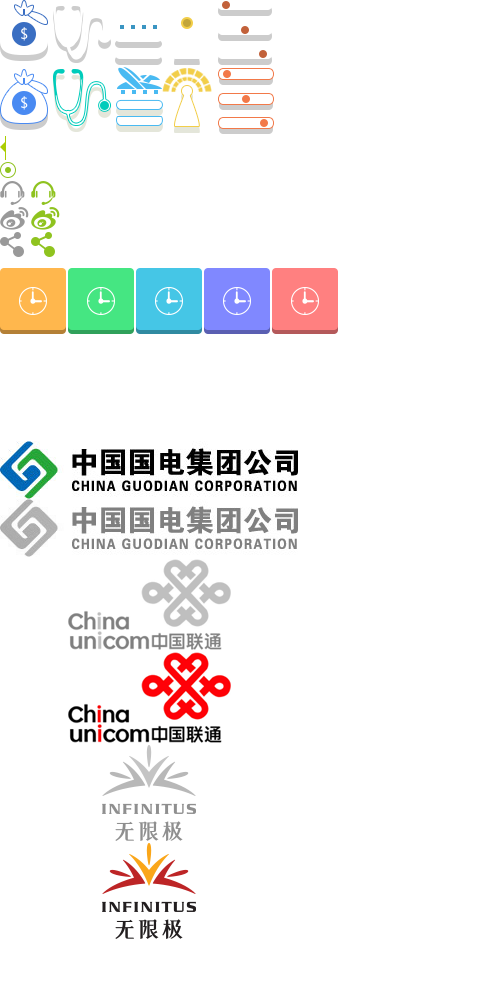 $
$
中国国电集团公司
CHINA GUODIAN CORPORATION
中国国电集团公司
CHINA GUODIAN CORPORATION
China
unicom中国联通
China
unicom中国联通
INFINITUS
无限极
INFINITUS
无限极